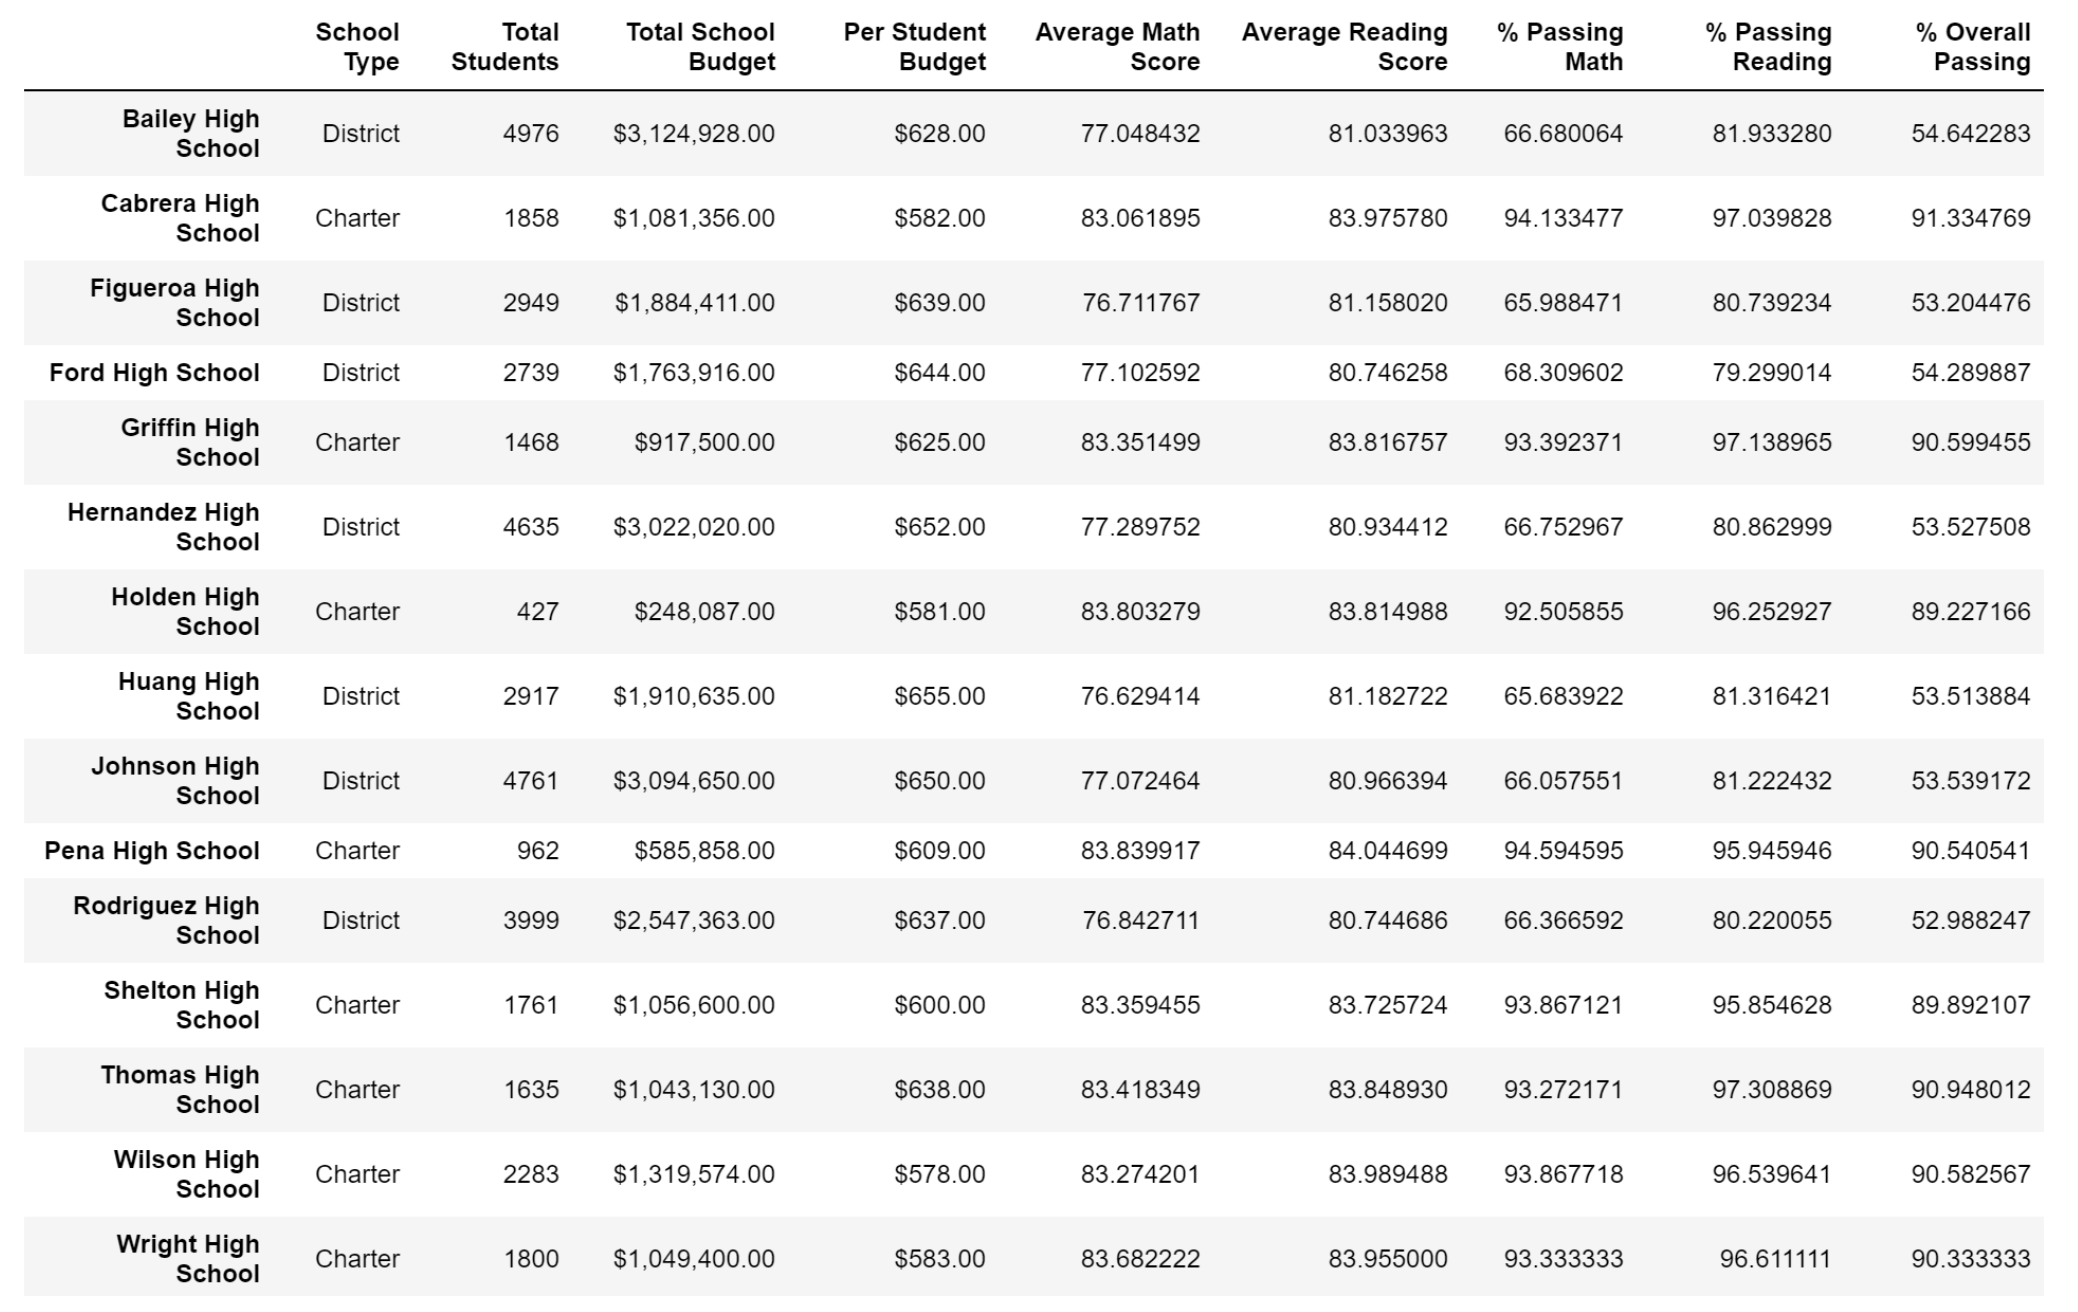 School Type Total Students Total School Budget Per Student Budget Average Math Score Average Reading Score % Passing Math % Passing Reading % Overall Passing
Bailey High School District 4976 $3,124,928.00 $628.00 77.048432 81.033963 66.680064 81.933280 54.642283
Cabrera High School Charter 1858 $1,081,356.00 $582.00 83.061895 83.975780 94.133477 97.039828 91.334769
Figueroa High School District 2949 $1,884,411.00 $639.00 76.711767 81.158020 65.988471 80.739234 53.204476
Ford High School District 2739 $1,763,916.00 $644.00 77.102592 80.746258 68.309602 79.299014 54.289887
Griffin High School Charter 1468 $917,500.00 $625.00 83.351499 83.816757 93.392371 97.138965 90.599455
Hernandez High School District 4635 $3,022,020.00 $652.00 77.289752 80.934412 66.752967 80.862999 53.527508
Holden High School Charter 427 $248,087.00 $581.00 83.803279 83.814988 92.505855 96.252927 89.227166
Huang High School District 2917 $1,910,635.00 $655.00 76.629414 81.182722 65.683922 81.316421 53.513884
Johnson High School District 4761 $3,094,650.00 $650.00 77.072464 80.966394 66.057551 81.222432 53.539172
Pena High School Charter 962 $585,858.00 $609.00 83.839917 84.044699 94.594595 95.945946 90.540541
Rodriguez High School District 3999 $2,547,363.00 $637.00 76.842711 80.744686 66.366592 80.220055 52.988247
Shelton High School Charter 1761 $1,056,600.00 $600.00 83.359455 83.725724 93.867121 95.854628 89.892107
Thomas High School Charter 1635 $1,043,130.00 $638.00 83.418349 83.848930 93.272171 97.308869 90.948012
Wilson High School Charter 2283 $1,319,574.00 $578.00 83.274201 83.989488 93.867718 96.539641 90.582567
Wright High School Charter 1800 $1,049,400.00 $583.00 83.682222 83.955000 93.333333 96.611111 90.333333